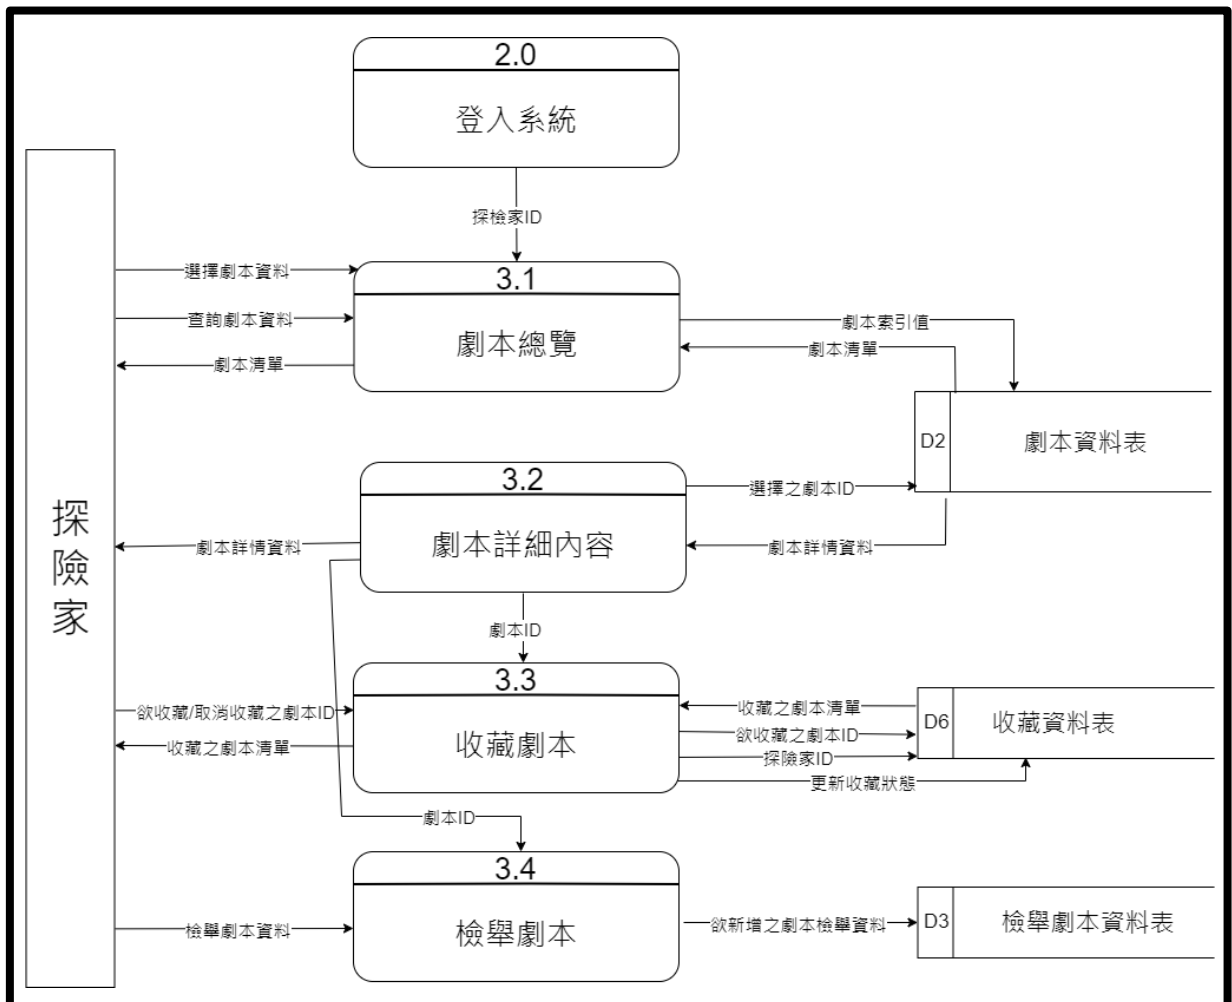 2.0
登入系統
探檢家ID
選擇劇本資料
3.1
查詢劇本資料
劇本總覽
劇本索引值
劇本清單
劇本清單
D2
劇本資料表
3.2
選擇之劇本ID
探險家
劇本詳細內容
劇本詳情資料
劇本詳情資料
劇本ID
3.3
欲收藏/取消收藏之劇本ID
收藏之劇本清單
收藏之劇本清單
收藏劇本
欲收藏之劇本ID
探險家ID
更新收藏狀態
D6
收藏資料表
劇本ID
3.4
檢舉劇本資料
檢舉劇本
欲新增之劇本檢舉資料
D3
檢舉劇本資料表